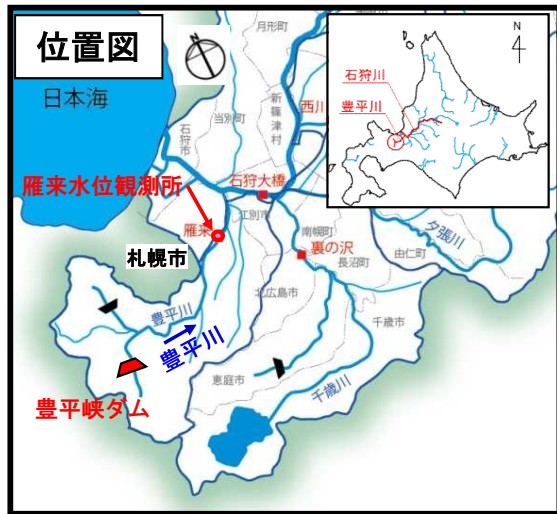 位置図
N
N
石狩川
豊平川
日本海
月形町
新篠津村
当別町
西川
石狩市
石狩大橋
雁来水位観測所
江別市
雁来
札幌市
南幌町
夕張川
裏の沢
由仁町
長沼町
北広島市
千歳市
豊平川
豊平川
恵庭市
千歳川
豊平峡ダム